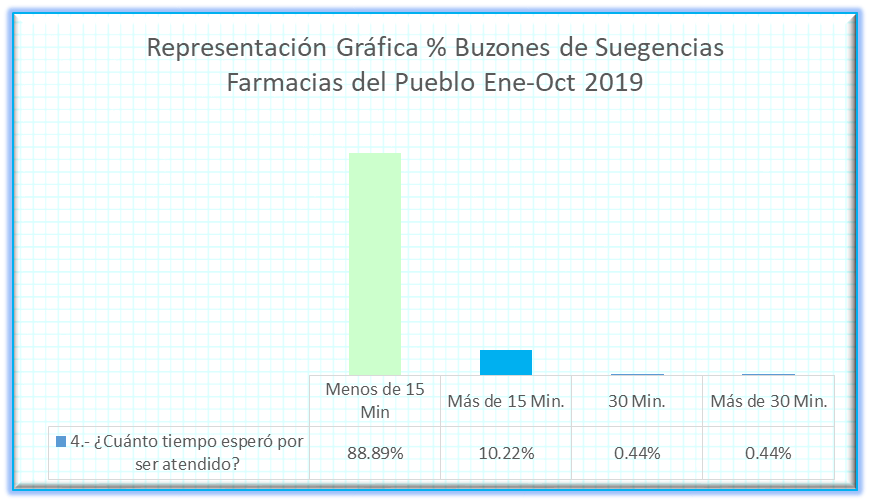 Representación Gráfica % Buzones de Suegencias
Farmacias del Pueblo Ene-Oct 2019
Menos de 15
Min
Más de 15 Min.
30 Min.
Más de 30 Min.
4.- ¿Cuánto tiempo esperó por
ser atendido?
88.89%
10.22%
0.44%
0.44%